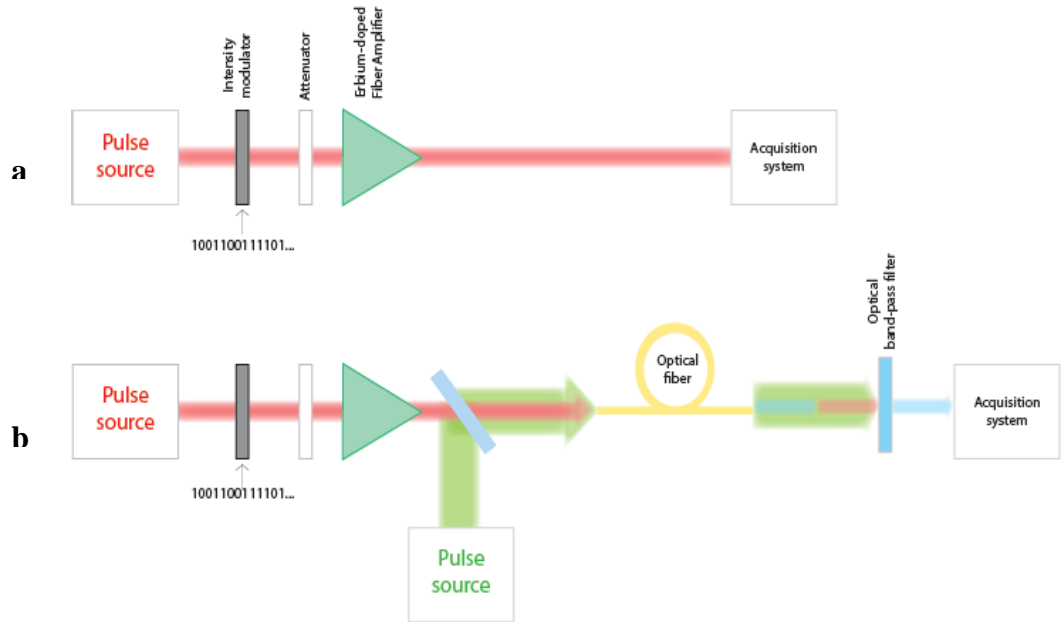 a
Pulse
source
Intensity
modulator
Attenuator
Erbium-doped
Fiber Amplifier
Acquisition
system
1001100111101...
b
Pulse
source
1001100111101...
Pulse
source
Optical
fiber
Optical
band-pass filter
Acquisition
system